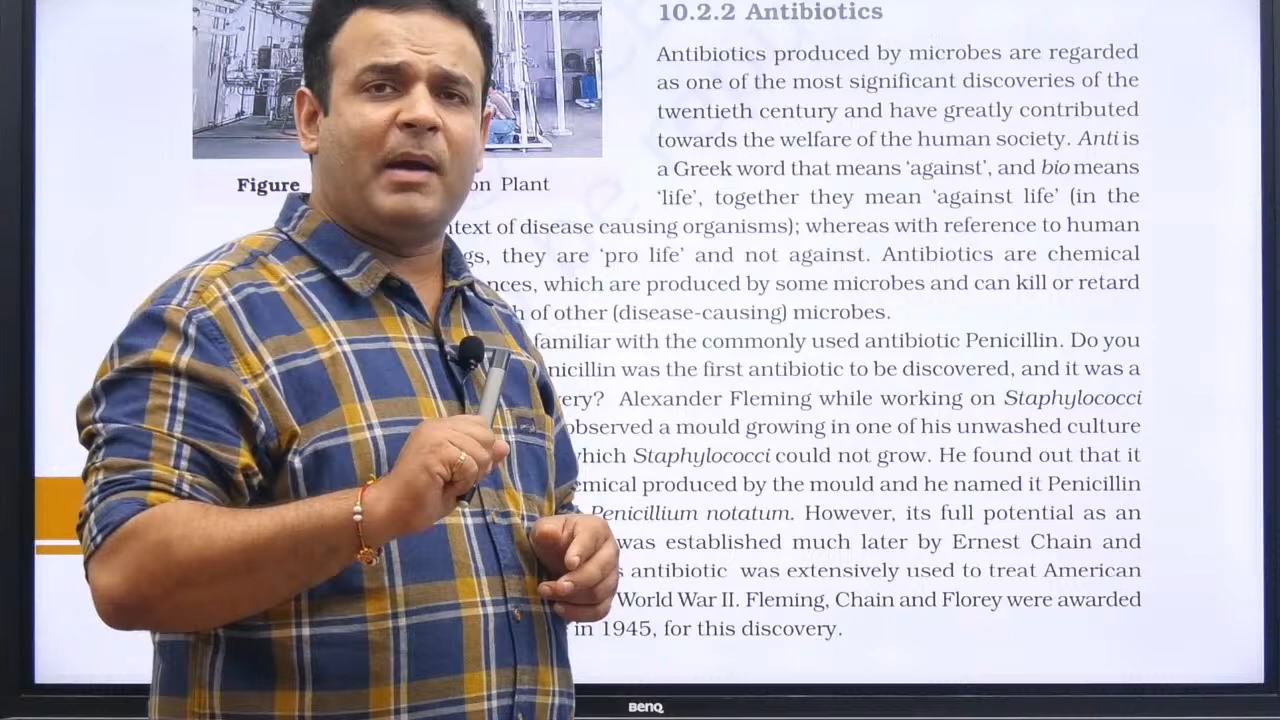 10.2.2 Antibiotics
Antibiotics produced by microbes are regarded
as one of the most significant discoveries of the
twentieth century and have greatly contributed
towards the welfare of the human society. Anti is
a Greek word that means ‘against’, and bio means
Figure on Plant
‘life’, together they mean ‘against life’ (in the
text of disease causing organisms); whereas with reference to human
gs, they are ‘pro life’ and not against. Antibiotics are chemical
nces, which are produced by some microbes and can kill or retard
h of other (disease-causing) microbes.
familiar with the commonly used antibiotic Penicillin. Do you
nicillin was the first antibiotic to be discovered, and it was a
ery? Alexander Fleming while working on Staphylococci
observed a mould growing in one of his unwashed culture
which Staphylococci could not grow. He found out that it
emical produced by the mould and he named it Penicillin
Penicillium notatum. However, its full potential as an
was established much later by Ernest Chain and
s antibiotic was extensively used to treat American
World War II. Fleming, Chain and Florey were awarded
in 1945, for this discovery.
BenQ